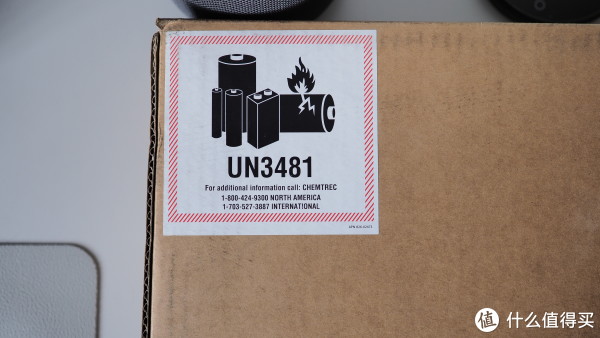 UN3481
For additional information call: CHEMTREC
1-800-424-9300 NORTH AMERICA
1-703-527-3887 INTERNATIONAL
值 什么值得买